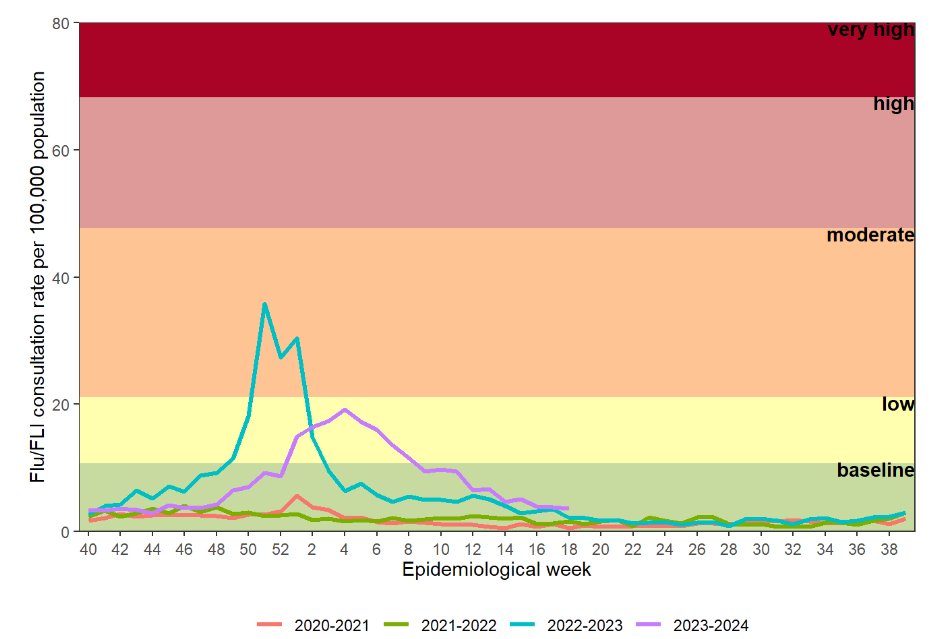 Flu/FLI consultation rate per 100,000 population
80
60
40
20
0
very high
high
moderate
low
baseline
40 42 44 46 48 50 52 2 4 6 8 10 12 14 16 18 20 22 24 26 28 30 32 34 36 38
Epidemiological week
2020-2021 2021-2022 2022-2023 2023-2024